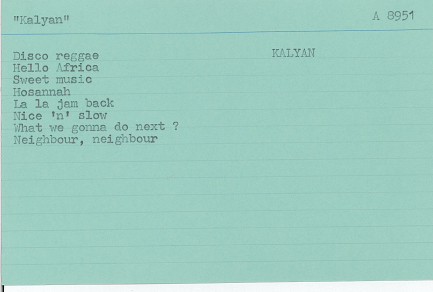 "Kalyan"
A 8951
Disco reggae
KALYAN
Hello Africa
Sweet music
Hosannah
La la jam back
Nice 'n' slow
What we gonna do next ?
Neighbour, neighbour